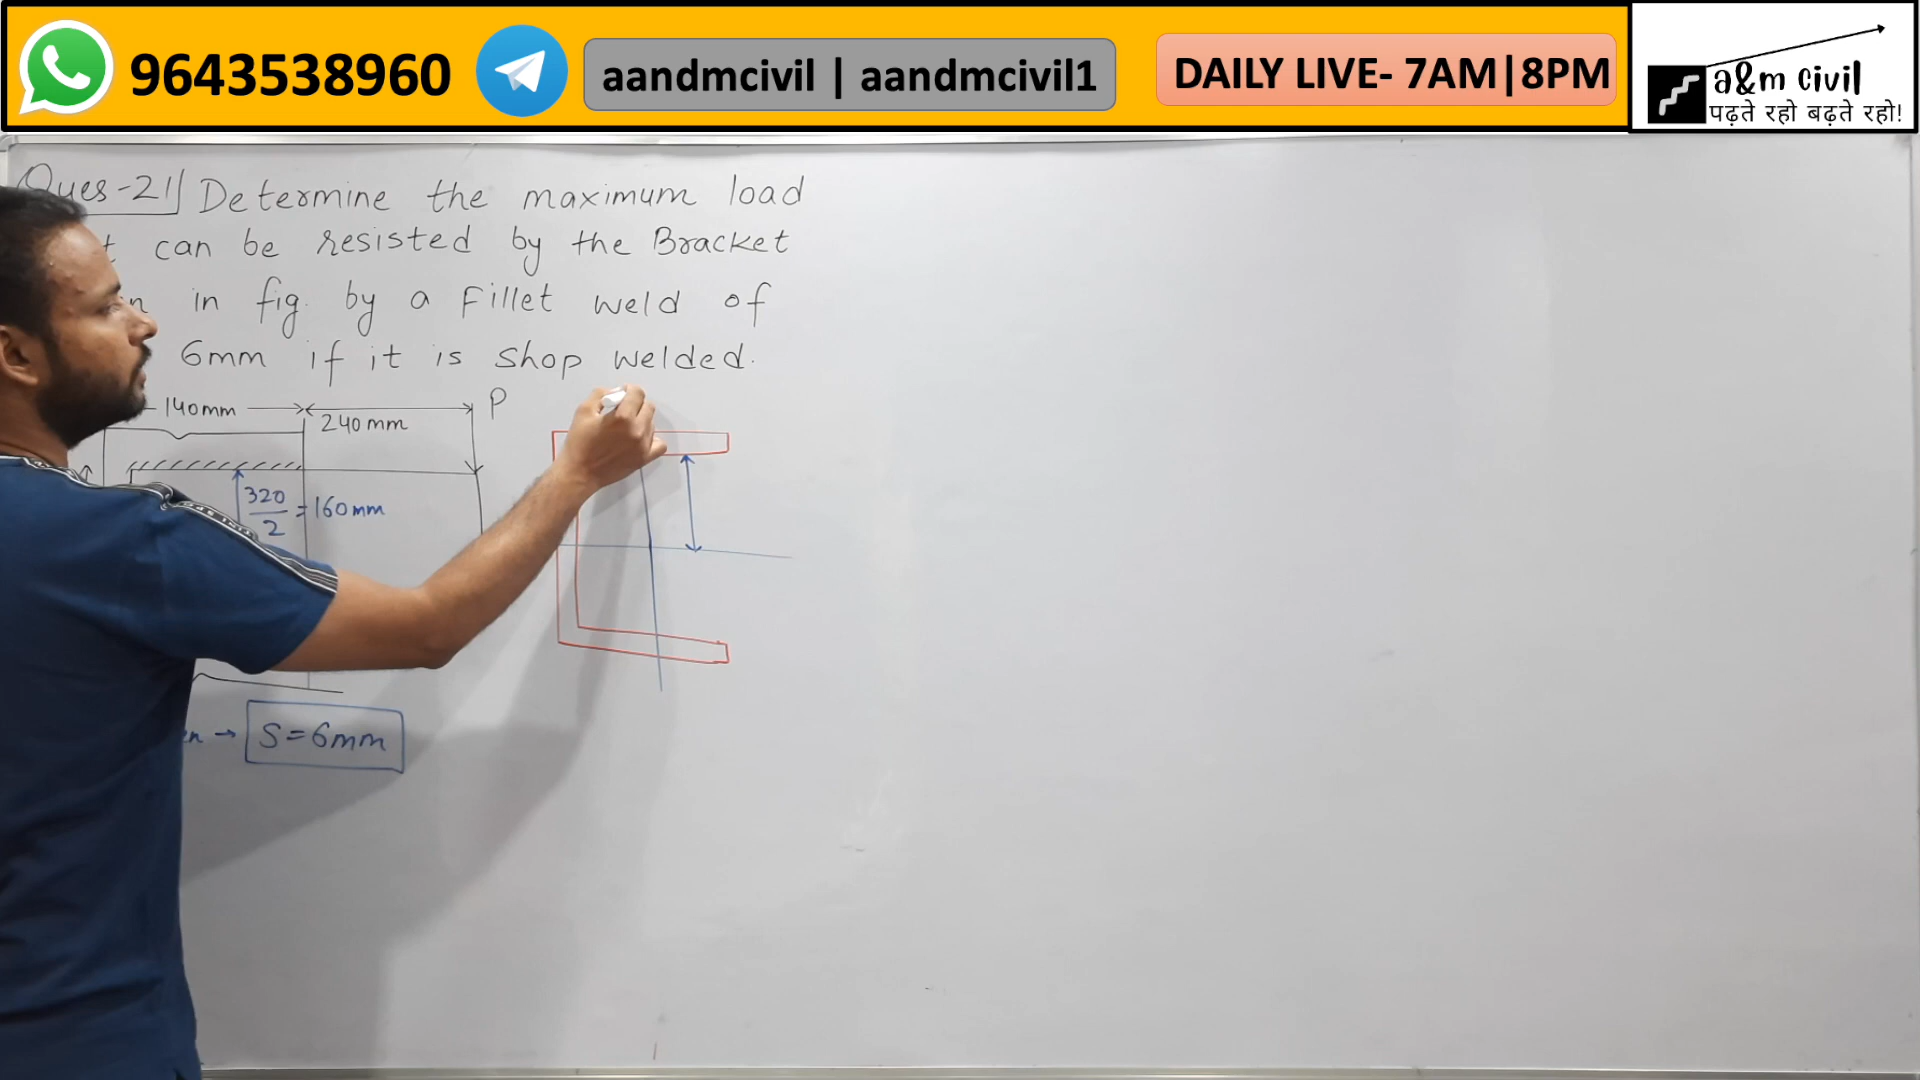 9643538960
aandmcivil | aandmcivil1
DAILY LIVE- 7AM|8PM
a&m civil
पढ़ते रहो बढ़ते रहो!
Ques-21 Determine the maximum load
can be resisted by the Bracket
in fig. by a Fillet weld of
6mm if it is shop welded.
140mm
240mm
P
320/2 = 160mm
→ S=6mm